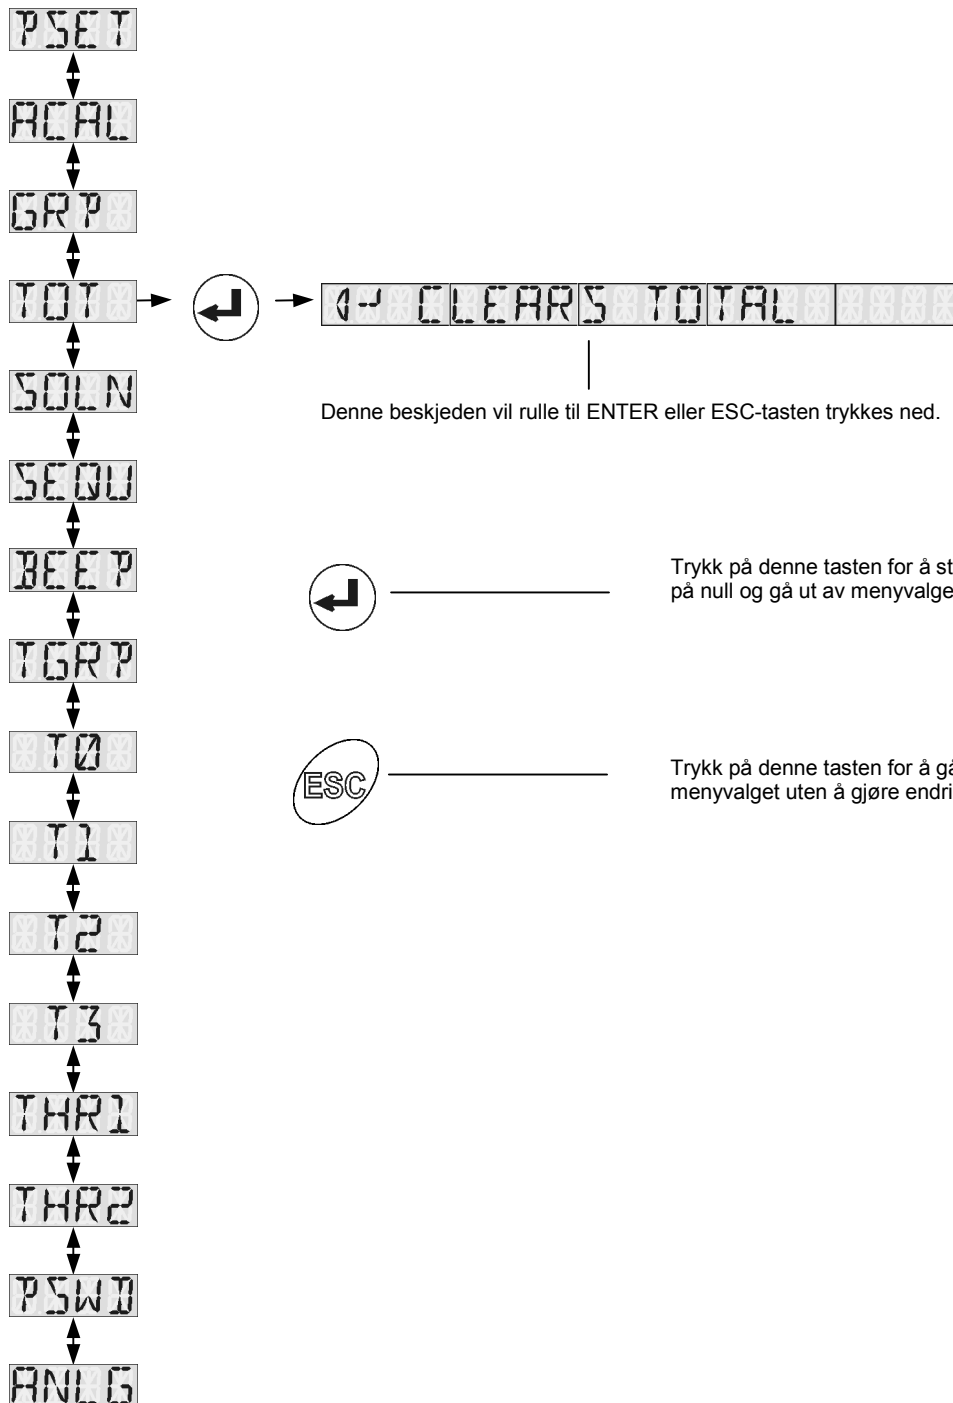 PSET
ACAL
GRP
TOT
CLEARS TOTAL
Denne beskjeden vil rulle til ENTER eller ESC-tasten trykkes ned.
SOLN
SEQU
BEEP
Trykk på denne tasten for å st
på null og gå ut av menyvalge
TGRP
T0
ESC
Trykk på denne tasten for å gå
menyvalget uten å gjøre endri
T1
T2
T3
THR1
THR2
PSWD
ANLG